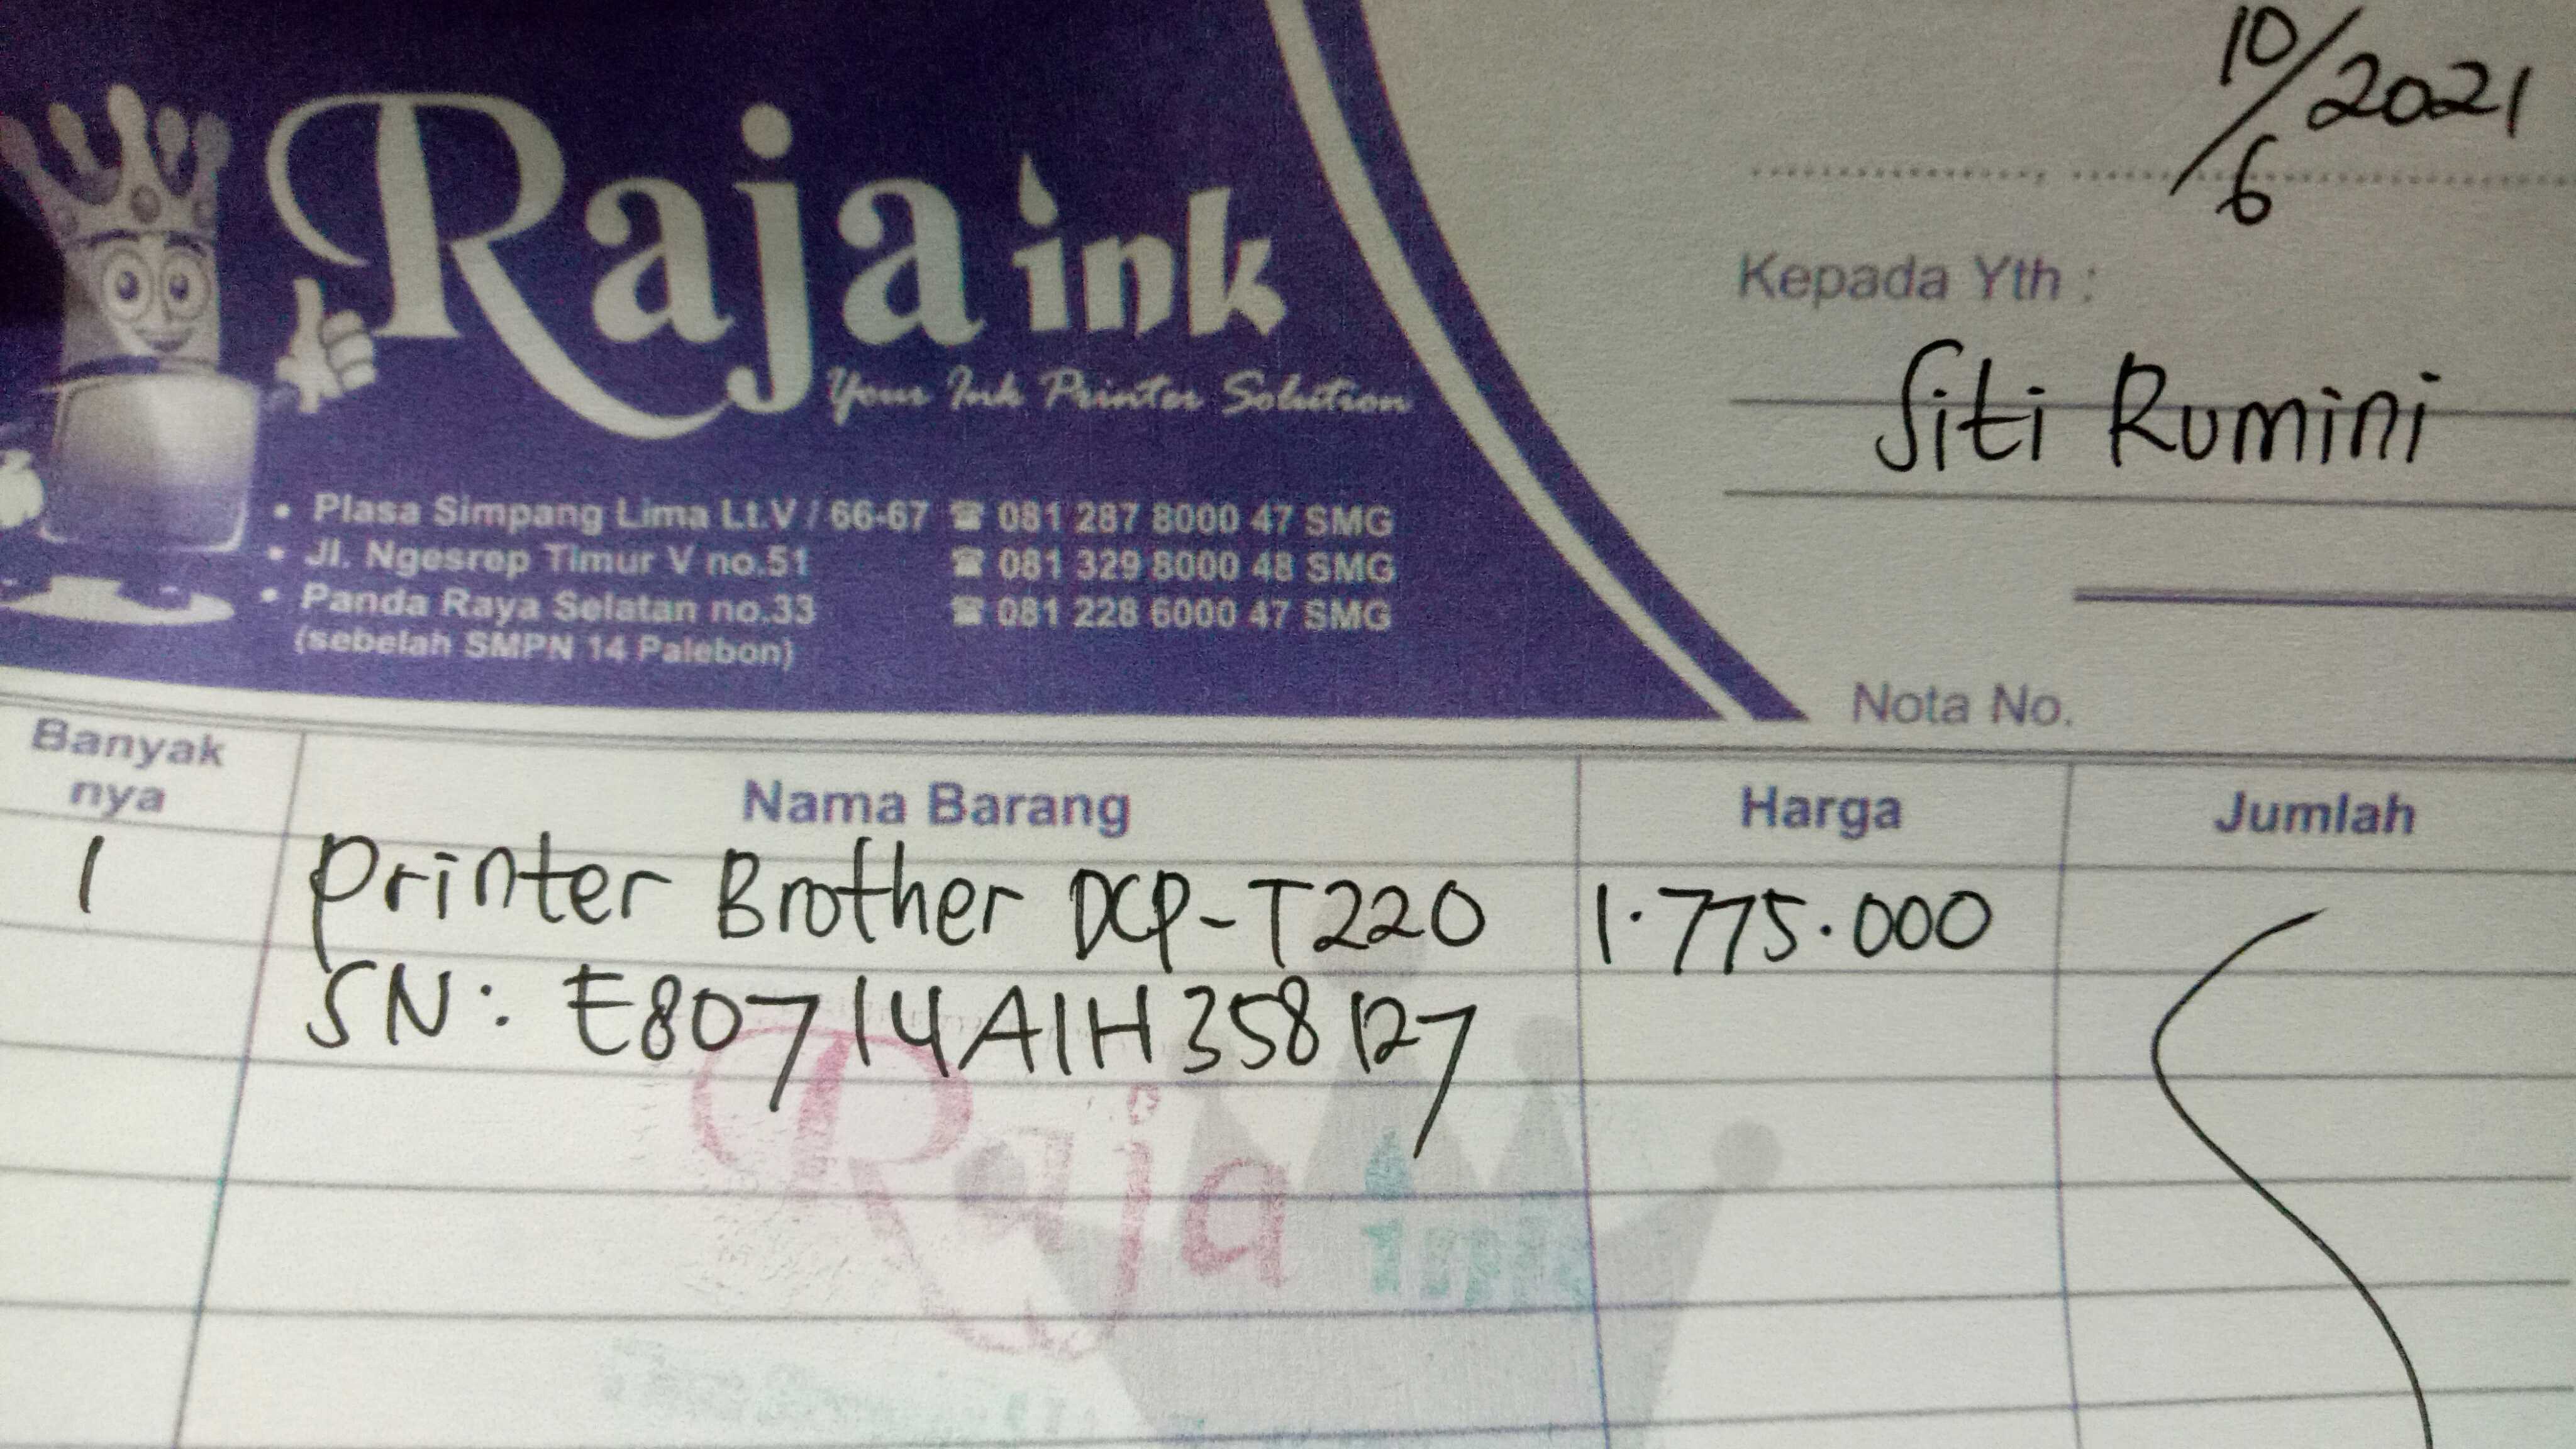 10/6 2021
Raja ink
Your Ink Printer Solution
• Plasa Simpang Lima Lt.V / 66-67 ☎ 081 287 8000 47 SMG
• Jl. Ngesrep Timur V no.51 ☎ 081 329 8000 48 SMG
• Panda Raya Selatan no.33 ☎ 081 228 6000 47 SMG
(sebelah SMPN 14 Palebon)
Kepada Yth :
Siti Rumini
Nota No.
Banyak nya Nama Barang Harga Jumlah
1 Printer Brother DCP-T220 1.775.000
SN: E80714A1H358127
Raja ink